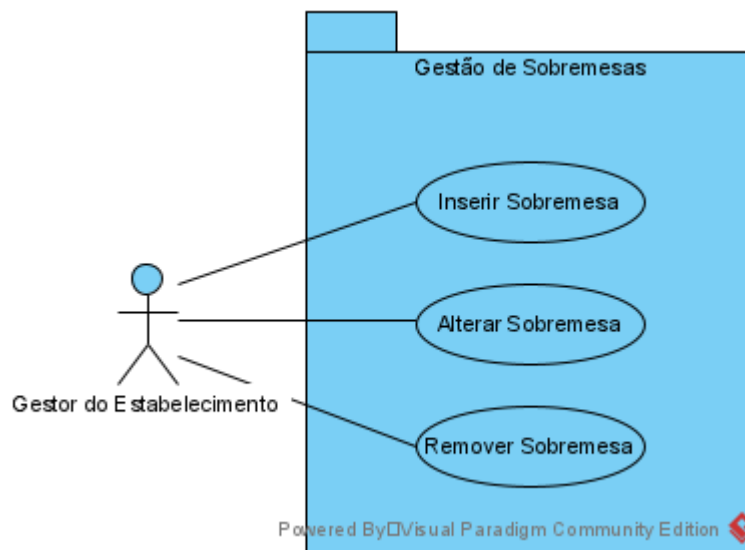 Gestão de Sobremesas
Inserir Sobremesa
Alterar Sobremesa
Gestor do Estabelecimento
Remover Sobremesa
Powered By□Visual Paradigm Community Edition